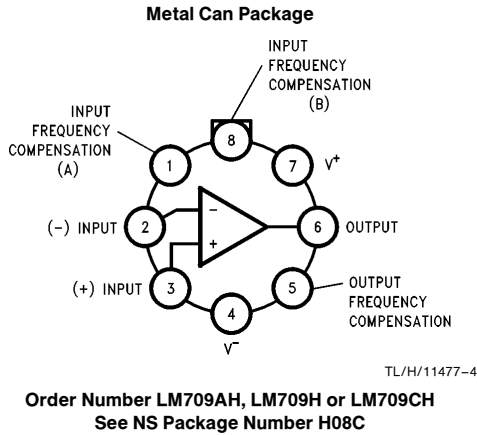 Metal Can Package
INPUT
FREQUENCY
COMPENSATION
(B)
INPUT
FREQUENCY
COMPENSATION
(A)
8
1
7
V+
(−) INPUT
2
−
6
OUTPUT
+
(+) INPUT
3
5
OUTPUT
FREQUENCY
COMPENSATION
4
V−
TL/H/11477–4
Order Number LM709AH, LM709H or LM709CH
See NS Package Number H08C